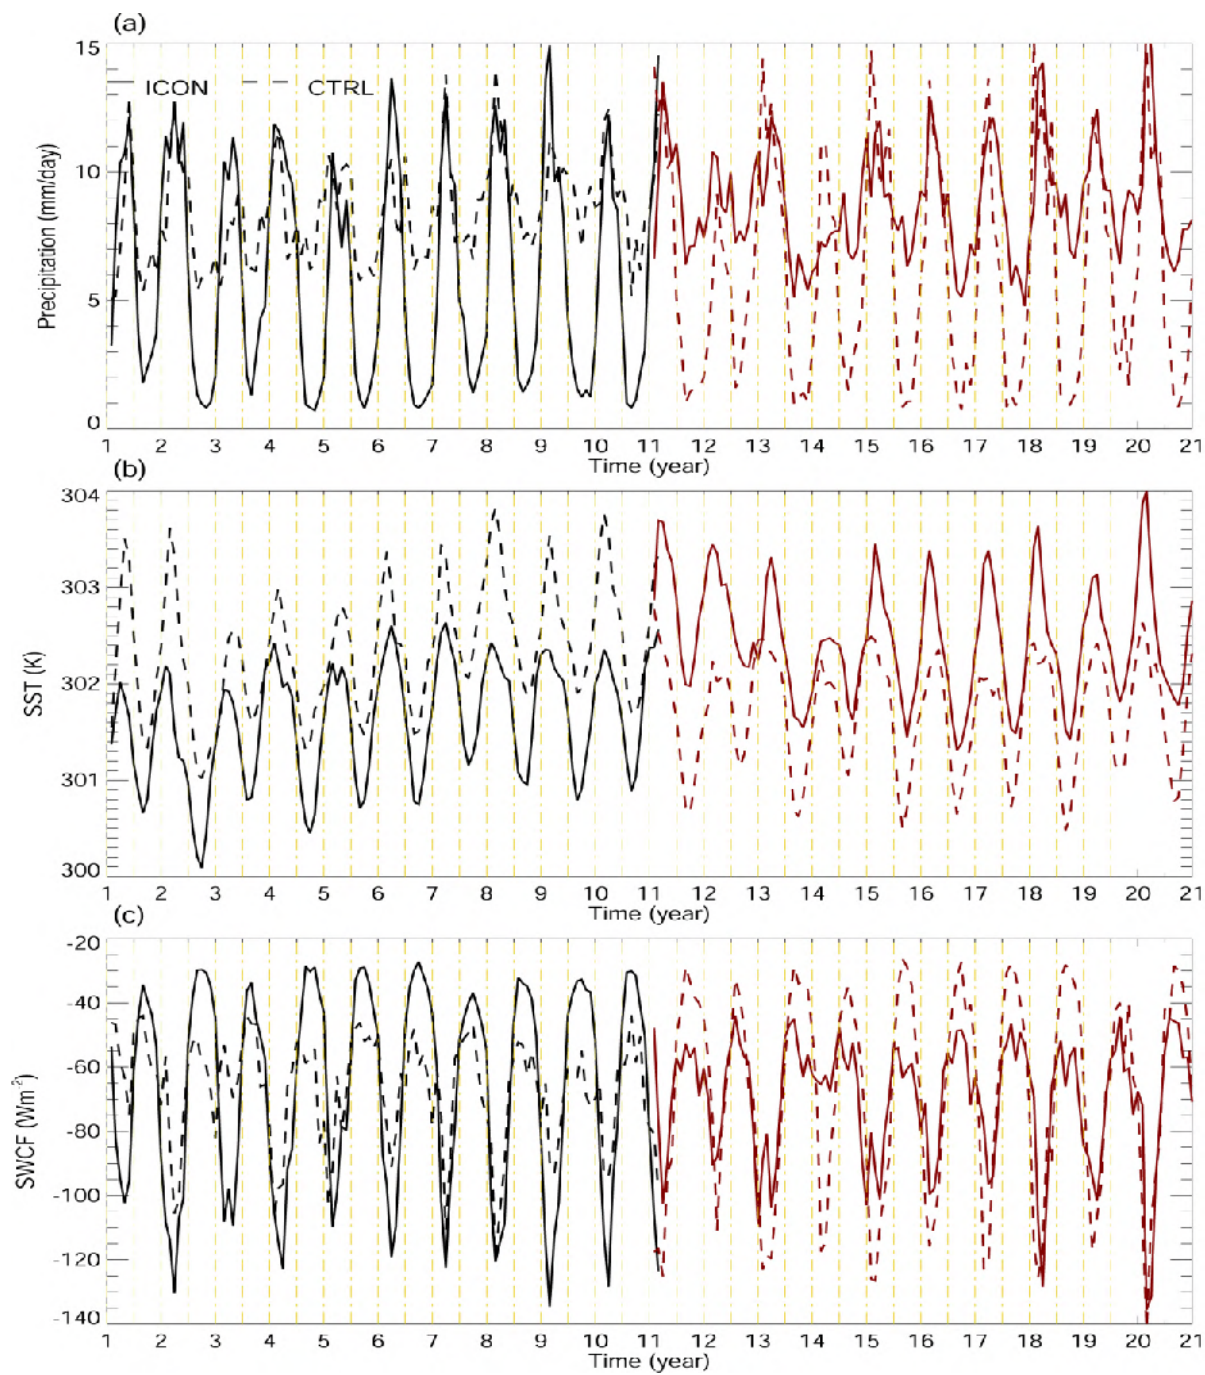 (a)
15
ICON CTRL
10
Precipitation (mm/day)
5
0
1 2 3 4 5 6 7 8 9 10 11 12 13 14 15 16 17 18 19 20 21
Time (year)
(b)
304
303
302
SST (K)
301
300
1 2 3 4 5 6 7 8 9 10 11 12 13 14 15 16 17 18 19 20 21
Time (year)
(c)
-20
-40
-60
SWCF (Wm⁻²)
-80
-100
-120
-140
1 2 3 4 5 6 7 8 9 10 11 12 13 14 15 16 17 18 19 20 21
Time (year)